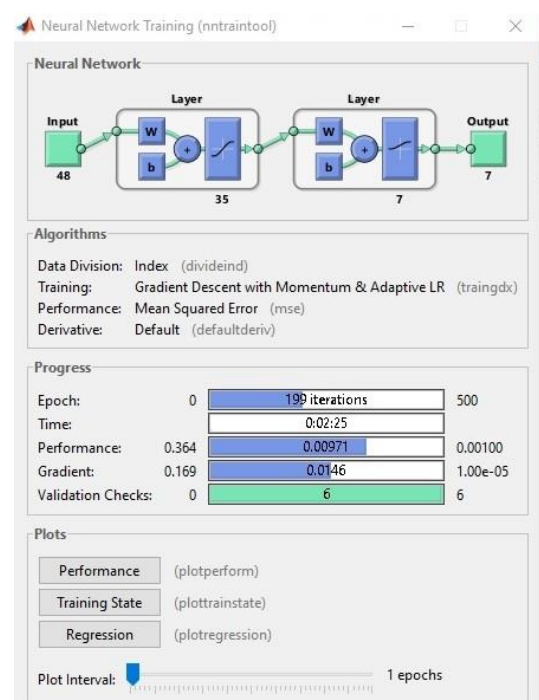 Neural Network Training (nntraintool)
Neural Network
Layer Layer
Input Output
W W
+ +
b b
48 7
35 7
Algorithms
Data Division: Index (divideind)
Training: Gradient Descent with Momentum & Adaptive LR (traingdx)
Performance: Mean Squared Error (mse)
Derivative: Default (defaultderiv)
Progress
Epoch: 0 199 iterations 500
Time: 0:02:25
Performance: 0.364 0.00971 0.00100
Gradient: 0.169 0.0146 1.00e-05
Validation Checks: 0 6 6
Plots
Performance (plotperform)
Training State (plottrainstate)
Regression (plotregression)
Plot Interval: 1 epochs